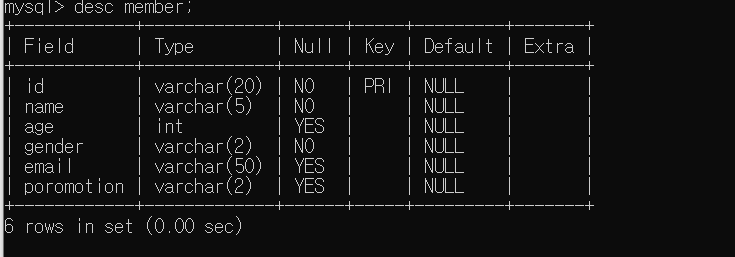 mysql> desc member;
| Field | Type | Null | Key | Default | Extra |
| id | varchar(20) | NO | PRI | NULL | |
| name | varchar(5) | NO | | NULL | |
| age | int | YES | | NULL | |
| gender | varchar(2) | NO | | NULL | |
| email | varchar(50) | YES | | NULL | |
| poromotion | varchar(2) | YES | | NULL | |
6 rows in set (0.00 sec)